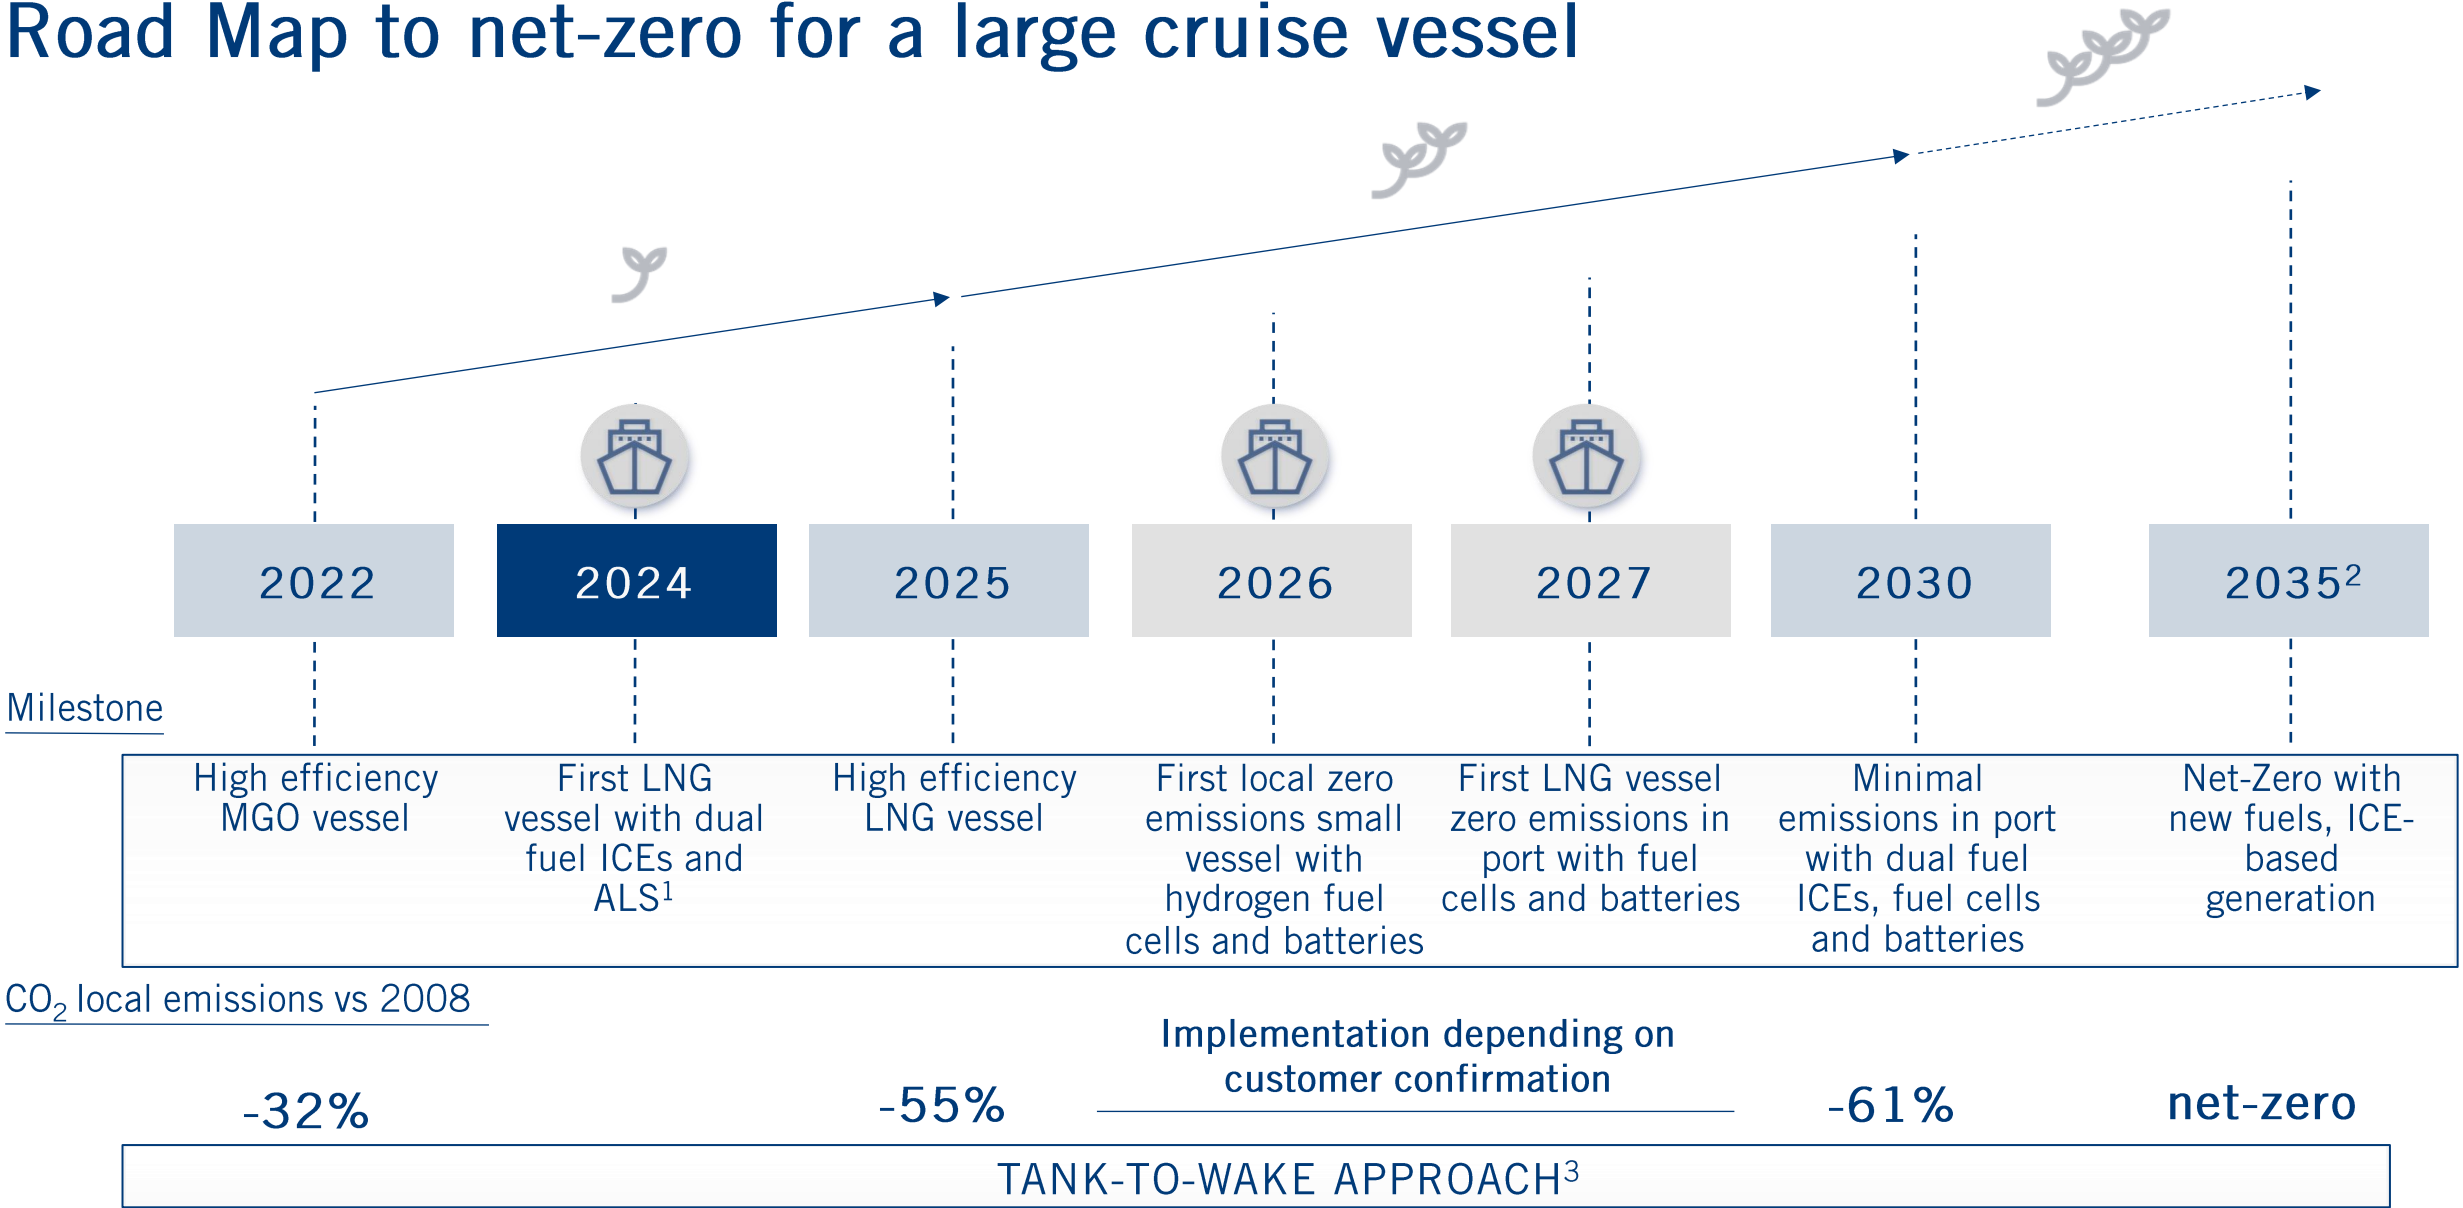 Road Map to net-zero for a large cruise vessel
2022
2024
2025
2026
2027
2030
2035²
Milestone
High efficiency
MGO vessel
First LNG
vessel with dual
fuel ICEs and
ALS¹
High efficiency
LNG vessel
First local zero
emissions small
vessel with
hydrogen fuel
cells and batteries
First LNG vessel
zero emissions in
port with fuel
cells and batteries
Minimal
emissions in port
with dual fuel
ICEs, fuel cells
and batteries
Net-Zero with
new fuels, ICE-
based
generation
CO₂ local emissions vs 2008
-32%
-55%
Implementation depending on
customer confirmation
-61%
net-zero
TANK-TO-WAKE APPROACH³